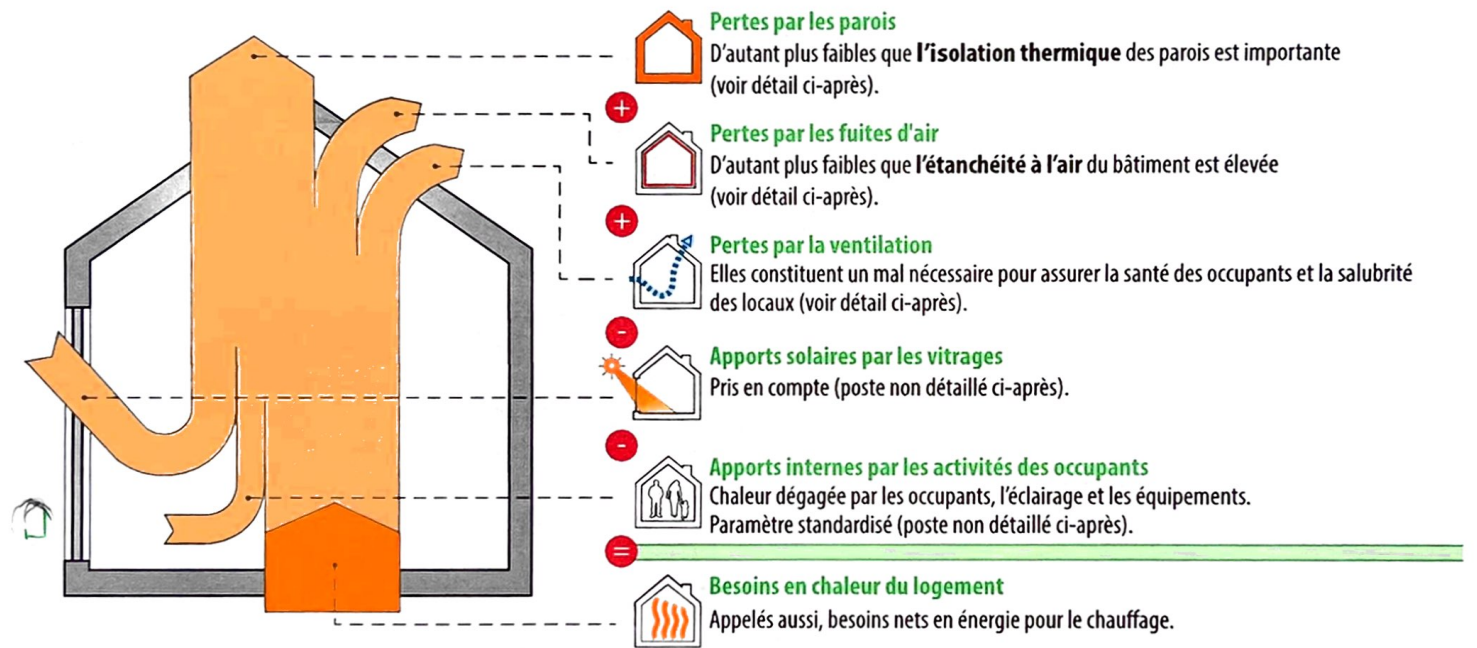 Pertes par les parois
D'autant plus faibles que l'isolation thermique des parois est importante
(voir détail ci-après).
+
Pertes par les fuites d'air
D'autant plus faibles que l'étanchéité à l'air du bâtiment est élevée
(voir détail ci-après).
+
Pertes par la ventilation
Elles constituent un mal nécessaire pour assurer la santé des occupants et la salubrité
des locaux (voir détail ci-après).
-
Apports solaires par les vitrages
Pris en compte (poste non détaillé ci-après).
-
Apports internes par les activités des occupants
Chaleur dégagée par les occupants, l'éclairage et les équipements.
Paramètre standardisé (poste non détaillé ci-après).
=
Besoins en chaleur du logement
Appelés aussi, besoins nets en énergie pour le chauffage.